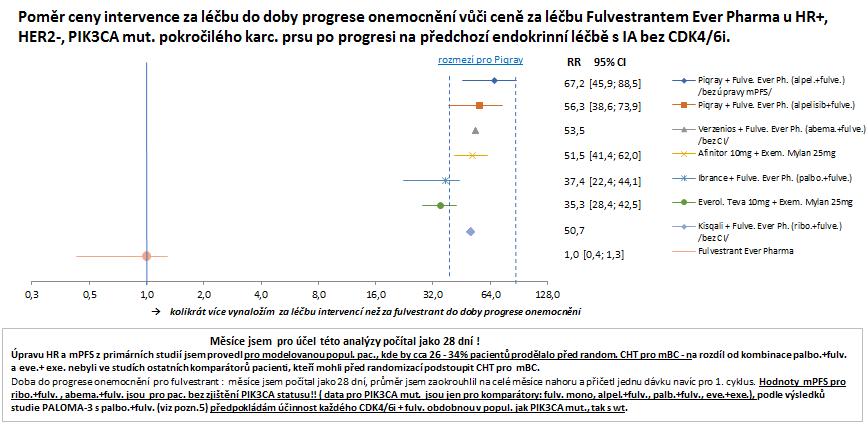 Poměr ceny intervence za léčbu do doby progrese onemocnění vůči ceně za léčbu Fulvestrantem Ever Pharma u HR+,
HER2-, PIK3CA mut. pokročilého karc. prsu po progresi na předchozí endokrinní léčbě s IA bez CDK4/6i.
rozmezí pro Piqray
RR 95% CI
67,2 [45,9; 88,5]
Piqray + Fulve. Ever Ph. (alpel.+fulve.)
/bez úpravy mPFS/
56,3 [38,6; 73,9]
Piqray + Fulve. Ever Ph. (alpelisib+fulve.)
53,5
Verzenios + Fulve. Ever Ph. (abema.+fulve.)
/bez CI/
51,5 [41,4; 62,0]
Afinitor 10mg + Exem. Mylan 25mg
37,4 [22,4; 44,1]
Ibrance + Fulve. Ever Ph. (palbo.+fulve.)
35,3 [28,4; 42,5]
Everol. Teva 10mg + Exem. Mylan 25mg
50,7
Kisqali + Fulve. Ever Ph. (ribo.+fulve.)
/bez CI/
1,0 [0,4; 1,3]
Fulvestrant Ever Pharma
0,3 0,5 1,0 2,0 4,0 8,0 16,0 32,0 64,0 128,0
→ kolikrát více vynaložím za léčbu intervencí než za fulvestrant do doby progrese onemocnění
Měsíce jsem pro účel této analýzy počítal jako 28 dní !
Úpravu HR a mPFS z primárních studií jsem provedl pro modelovanou popul. pac., kde by cca 26 - 34% pacientů prodělalo před random. CHT pro mBC - na rozdíl od kombinace palbo.+fulv.
a eve.+ exe. nebyli ve studích ostatních komparátorů pacienti, kteří mohli před randomizací podstoupit CHT pro mBC.
Doba do progrese onemocnění pro fulvestrant : měsíce jsem počítal jako 28 dní, průměr jsem zaokrouhlil na celé měsíce nahoru a přičetl jednu dávku navíc pro 1. cyklus. Hodnoty mPFS pro
ribo.+fulv. , abema.+fulv. jsou pro pac. bez zjištění PIK3CA statusu!! ( data pro PIK3CA mut. jsou jen pro komparátory: fulv. mono, alpel.+fulv., palb.+fulv., eve.+exe.), podle výsledků
studie PALOMA-3 s palbo.+fulv. (viz pozn.5) předpokládám účinnost každého CDK4/6i + fulv. obdobnou v popul. jak PIK3CA mut., tak s wt.